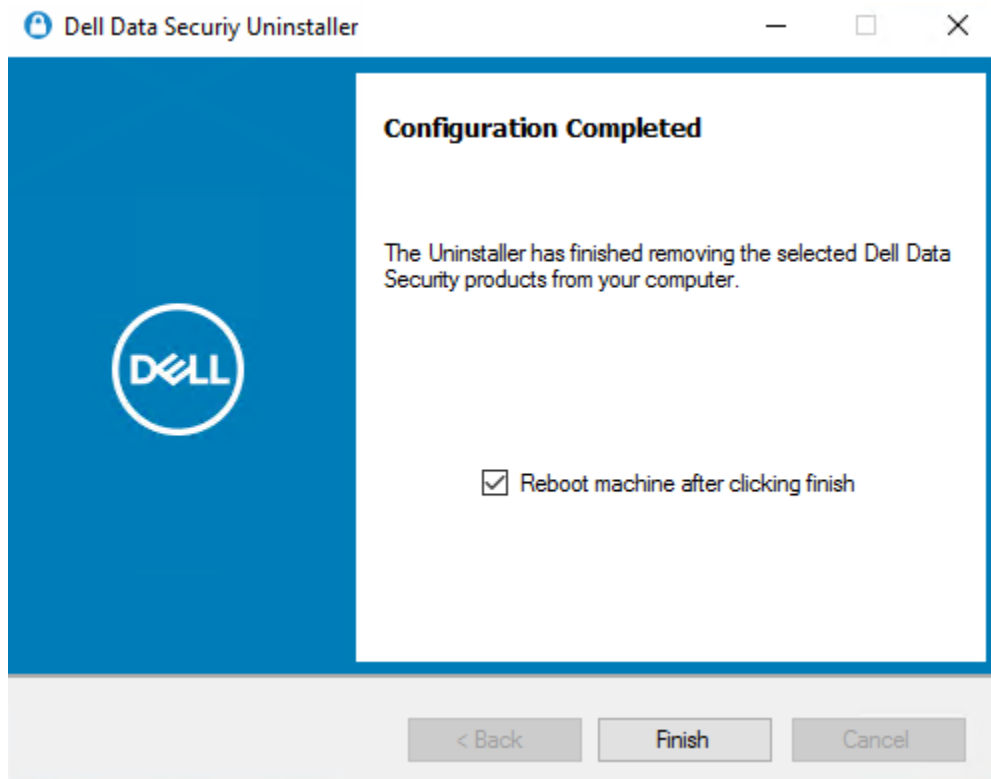 Dell Data Securiy Uninstaller
Configuration Completed
The Uninstaller has finished removing the selected Dell Data
Security products from your computer.
DELL
Reboot machine after clicking finish
< Back
Finish
Cancel